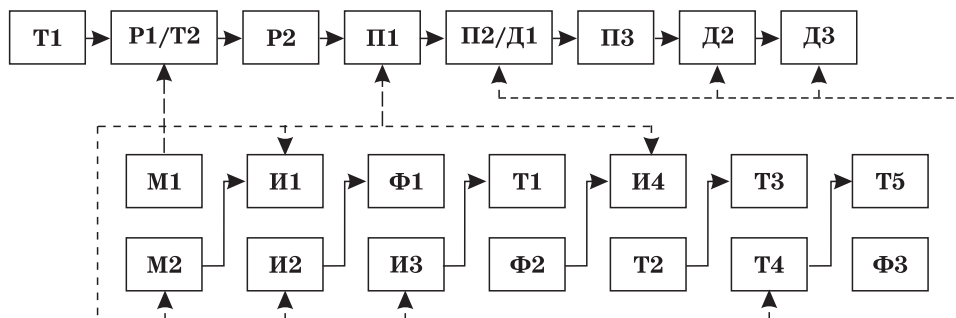 Т1 Р1/Т2 Р2 П1 П2/Д1 П3 Д2 Д3
М1 И1 Ф1 Т1 И4 Т3 Т5
М2 И2 И3 Ф2 Т2 Т4 Ф3